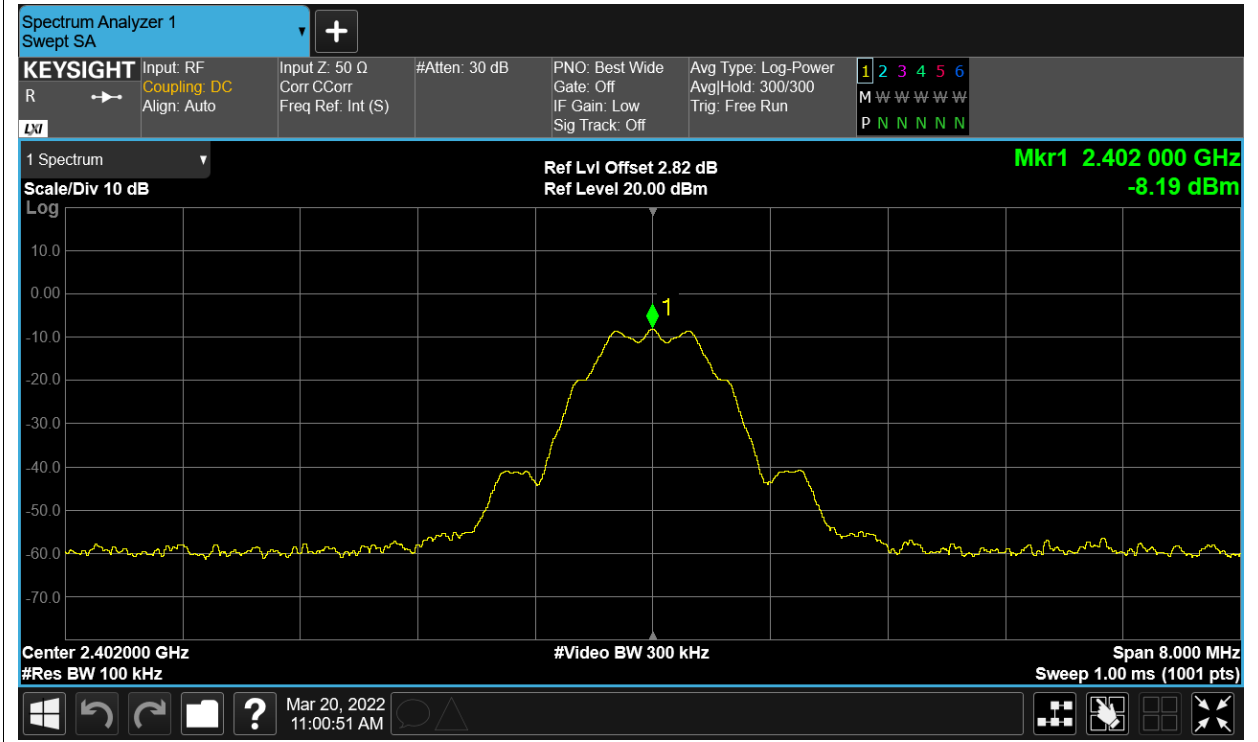 Spectrum Analyzer 1
Swept SA
KEYSIGHT
R
LXI
Input: RF
Coupling: DC
Align: Auto
Input Z: 50 Ω
Corr CCorr
Freq Ref: Int (S)
#Atten: 30 dB
PNO: Best Wide
Gate: Off
IF Gain: Low
Sig Track: Off
Avg Type: Log-Power
Avg|Hold: 300/300
Trig: Free Run
1 2 3 4 5 6
M W W W W W W
P N N N N N N
1 Spectrum
Scale/Div 10 dB
Log
Ref Lvl Offset 2.82 dB
Ref Level 20.00 dBm
Mkr1 2.402 000 GHz
-8.19 dBm
10.0
0.00
-10.0
-20.0
-30.0
-40.0
-50.0
-60.0
-70.0
1
Center 2.402000 GHz
#Res BW 100 kHz
#Video BW 300 kHz
Span 8.000 MHz
Sweep 1.00 ms (1001 pts)
?
Mar 20, 2022
11:00:51 AM